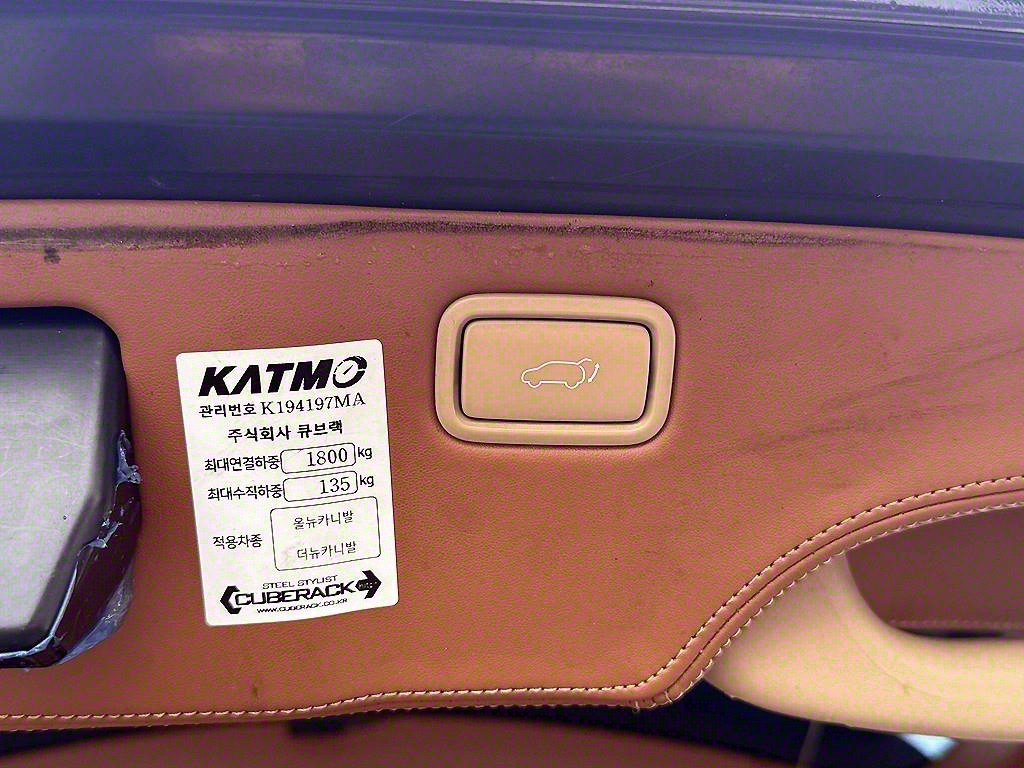 KATMO
관리번호 K194197MA
주식회사 큐브랙
최대연결하중 1800 kg
최대수직하중 135 kg
적용차종
올뉴카니발
더뉴카니발
STEEL STYLIST
CUBERACK
WWW.CUBERACK.CO.KR